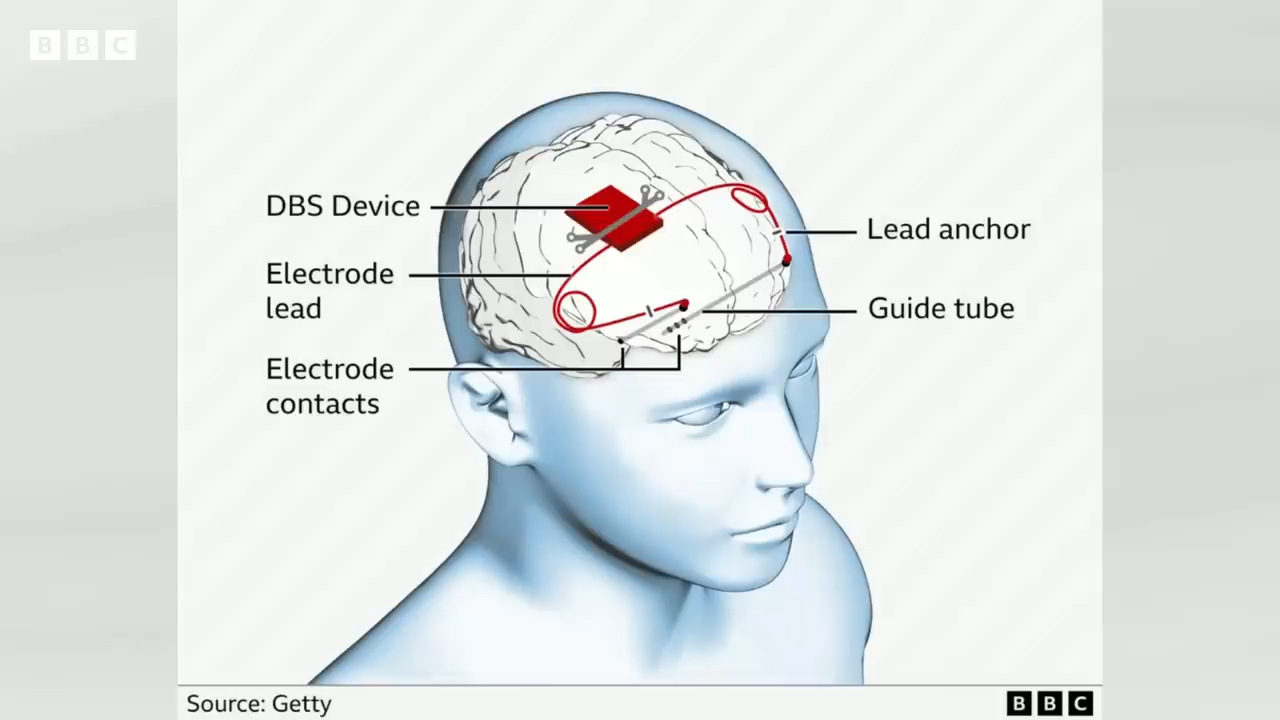 BBC
DBS Device
Electrode
lead
Electrode
contacts
Lead anchor
Guide tube
Source: Getty
BBC